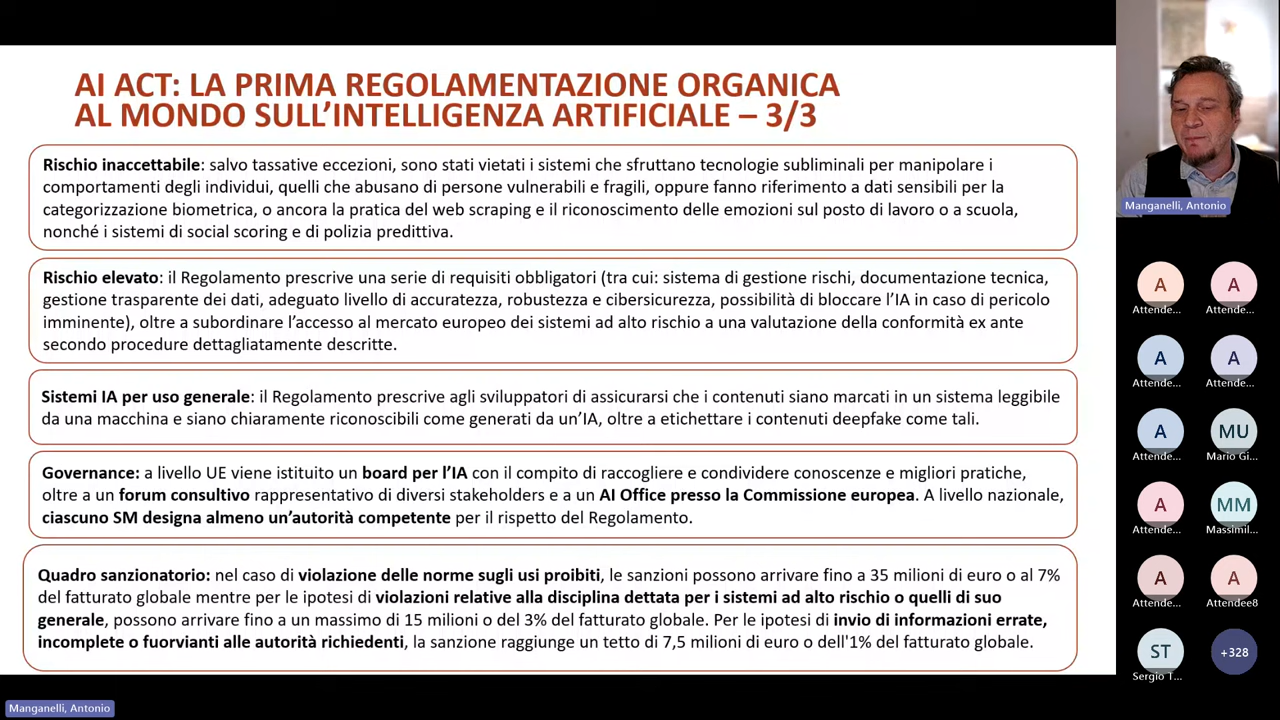 AI ACT: LA PRIMA REGOLAMENTAZIONE ORGANICA
AL MONDO SULL'INTELLIGENZA ARTIFICIALE – 3/3
Rischio inaccettabile: salvo tassative eccezioni, sono stati vietati i sistemi che sfruttano tecnologie subliminali per manipolare i
comportamenti degli individui, quelli che abusano di persone vulnerabili e fragili, oppure fanno riferimento a dati sensibili per la
categorizzazione biometrica, o ancora la pratica del web scraping e il riconoscimento delle emozioni sul posto di lavoro o a scuola,
nonché i sistemi di social scoring e di polizia predittiva.
Rischio elevato: il Regolamento prescrive una serie di requisiti obbligatori (tra cui: sistema di gestione rischi, documentazione tecnica,
gestione trasparente dei dati, adeguato livello di accuratezza, robustezza e cibersicurezza, possibilità di bloccare l'IA in caso di pericolo
imminente), oltre a subordinare l'accesso al mercato europeo dei sistemi ad alto rischio a una valutazione della conformità ex ante
secondo procedure dettagliatamente descritte.
Sistemi IA per uso generale: il Regolamento prescrive agli sviluppatori di assicurarsi che i contenuti siano marcati in un sistema leggibile
da una macchina e siano chiaramente riconoscibili come generati da un'IA, oltre a etichettare i contenuti deepfake come tali.
Governance: a livello UE viene istituito un board per l'IA con il compito di raccogliere e condividere conoscenze e migliori pratiche,
oltre a un forum consultivo rappresentativo di diversi stakeholders e a un AI Office presso la Commissione europea. A livello nazionale,
ciascuno SM designa almeno un'autorità competente per il rispetto del Regolamento.
Quadro sanzionatorio: nel caso di violazione delle norme sugli usi proibiti, le sanzioni possono arrivare fino a 35 milioni di euro o al 7%
del fatturato globale mentre per le ipotesi di violazioni relative alla disciplina dettata per i sistemi ad alto rischio o quelli di suo
generale, possono arrivare fino a un massimo di 15 milioni o del 3% del fatturato globale. Per le ipotesi di invio di informazioni errate,
incomplete o fuorvianti alle autorità richiedenti, la sanzione raggiunge un tetto di 7,5 milioni di euro o dell'1% del fatturato globale.
Manganelli, Antonio
A
Attende...
A
Attende...
A
Attende...
A
Attende...
A
Attende...
MU
Mario Gi...
A
Attende...
MM
Massimil...
A
Attende...
A
Attendee8
ST
Sergio T...
+328
Manganelli, Antonio